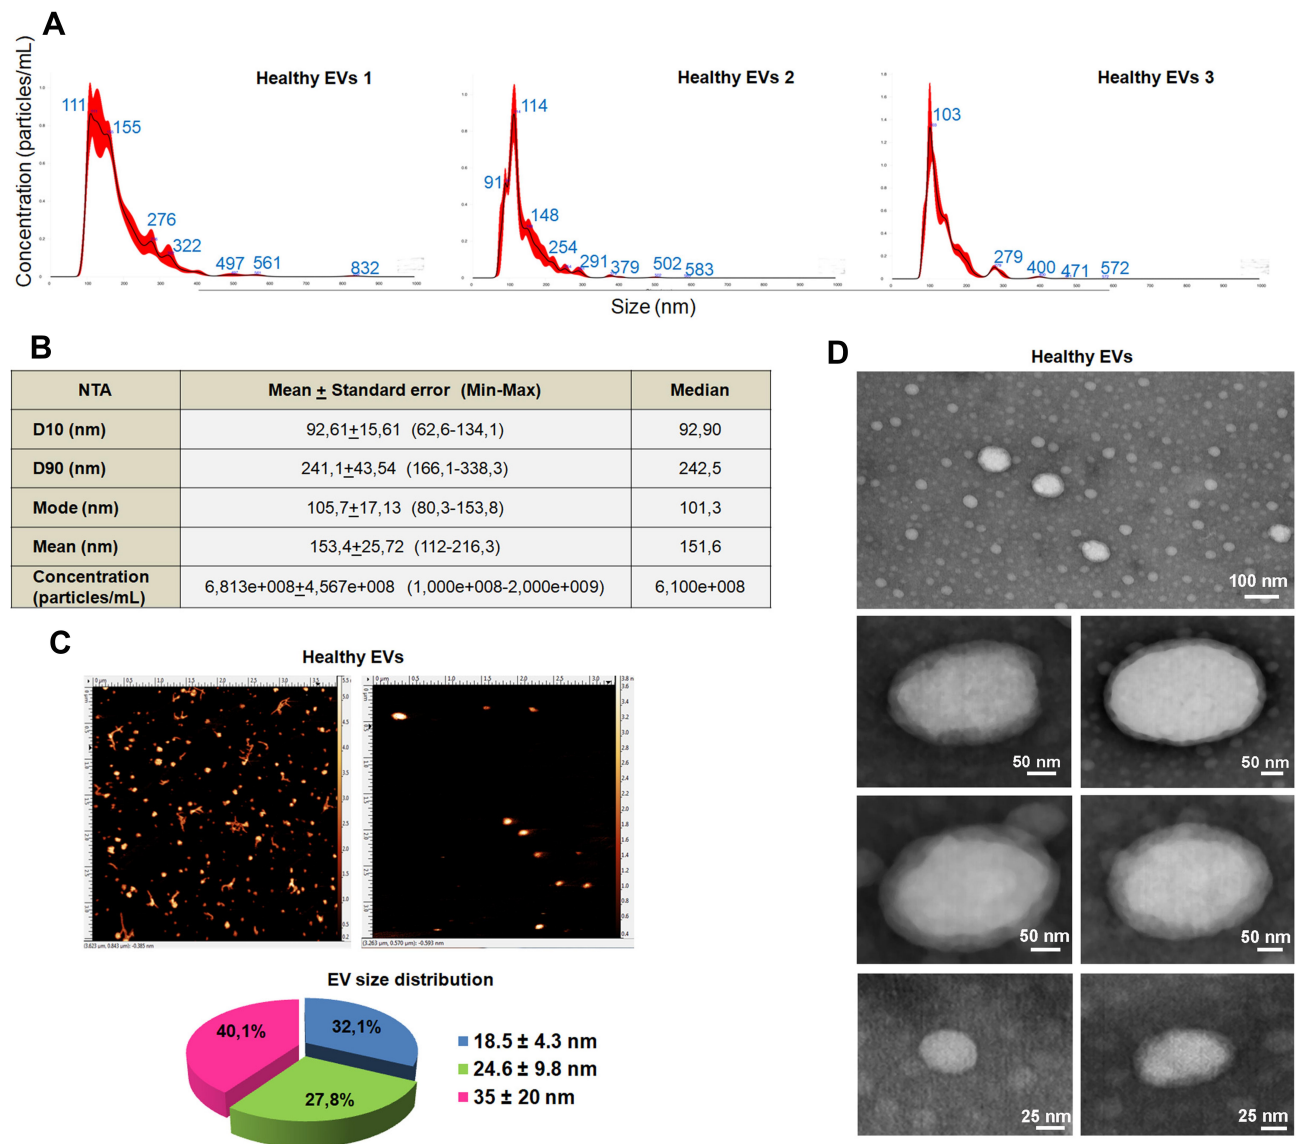 A
Concentration (particles/mL)
Healthy EVs 1
111
155
276
322
497
561
832
Healthy EVs 2
91
114
148
254
291
379
502
583
Healthy EVs 3
103
279
400
471
572
Size (nm)
B
NTA Mean ± Standard error (Min-Max) Median
D10 (nm) 92,61±15,61 (62,6-134,1) 92,90
D90 (nm) 241,1±43,54 (166,1-338,3) 242,5
Mode (nm) 105,7±17,13 (80,3-153,8) 101,3
Mean (nm) 153,4±25,72 (112-216,3) 151,6
Concentration
(particles/mL) 6,813e+008±4,567e+008 (1,000e+008-2,000e+009) 6,100e+008
C
Healthy EVs
EV size distribution
40,1%
32,1%
27,8%
18.5 ± 4.3 nm
24.6 ± 9.8 nm
35 ± 20 nm
D
Healthy EVs
100 nm
50 nm
50 nm
50 nm
50 nm
25 nm
25 nm